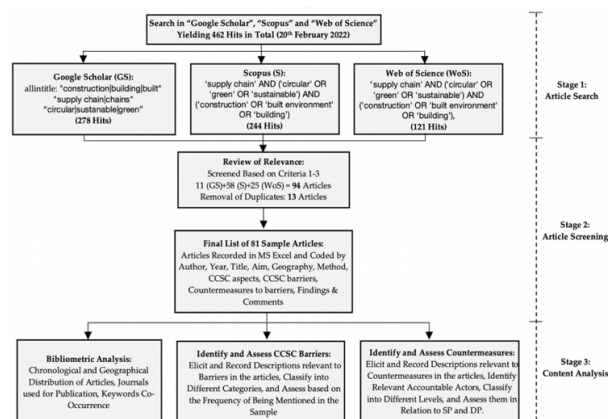 Search in “Google Scholar”, “Scopus” and “Web of Science”
Yielding 462 Hits in Total (20th February 2022)
Google Scholar (GS):
allintitle: "construction|building|built"
"supply chain|chains"
"circular|sustanable|green"
(278 Hits)
Scopus (S):
'supply chain' AND ('circular' OR
'green' OR 'sustainable') AND
('construction' OR 'built environment'
OR 'building')
(244 Hits)
Web of Science (WoS):
'supply chain' AND ('circular' OR
'green' OR 'sustainable') AND
('construction' OR 'built environment'
OR 'building'),
(121 Hits)
Stage 1:
Article Search
Review of Relevance:
Screened Based on Criteria 1-3
11 (GS)+58 (S)+25 (WoS) = 94 Articles
Removal of Duplicates: 13 Articles
Stage 2:
Article Screening
Final List of 81 Sample Articles:
Articles Recorded in MS Excel and Coded by
Author, Year, Title, Aim, Geography, Method,
CCSC aspects, CCSC barriers,
Countermeasures to barriers, Findings &
Comments
Bibliometric Analysis:
Chronological and Geographical
Distribution of Articles, Journals
used for Publication, Keywords Co-
Occurrence
Identify and Assess CCSC Barriers:
Elicit and Record Descriptions relevant to
Barriers in the articles, Classify into
Different Categories, and Assess based on
the Frequency of Being Mentioned in the
Sample
Identify and Assess Countermeasures:
Elicit and Record Descriptions relevant to
Countermeasures in the articles, Identify
Relevant Accountable Actors, Classify
into Different Levels, and Assess them in
Relation to SP and DP.
Stage 3:
Content Analysis